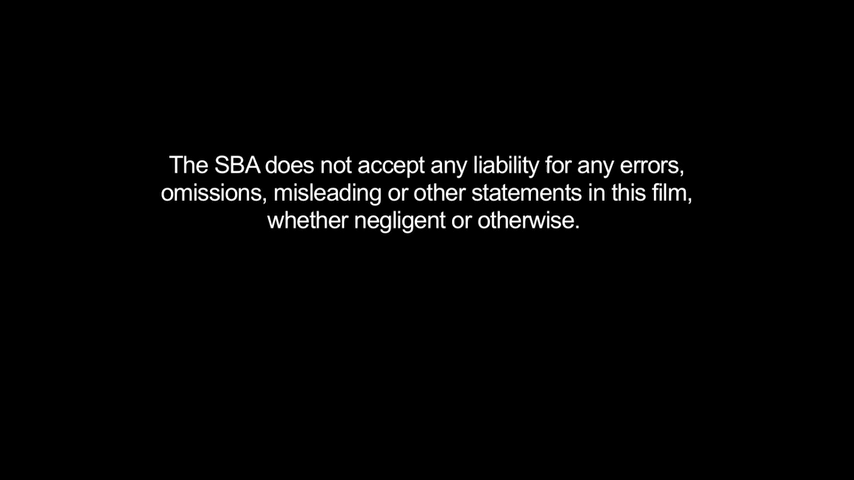 The SBA does not accept any liability for any errors,
omissions, misleading or other statements in this film,
whether negligent or otherwise.